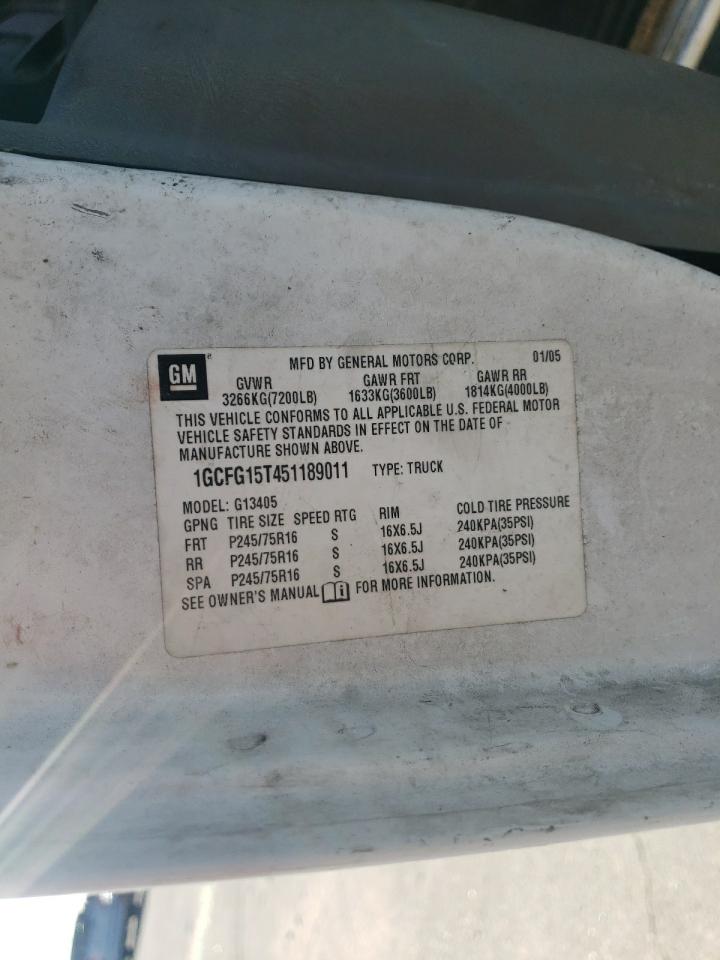 GM® MFD BY GENERAL MOTORS CORP. 01/05
GVWR GAWR FRT GAWR RR
3266KG(7200LB) 1633KG(3600LB) 1814KG(4000LB)
THIS VEHICLE CONFORMS TO ALL APPLICABLE U.S. FEDERAL MOTOR
VEHICLE SAFETY STANDARDS IN EFFECT ON THE DATE OF
MANUFACTURE SHOWN ABOVE.
1GCFG15T451189011 TYPE: TRUCK
MODEL: G13405
GPNG TIRE SIZE SPEED RTG RIM COLD TIRE PRESSURE
FRT P245/75R16 S 16X6.5J 240KPA(35PSI)
RR P245/75R16 S 16X6.5J 240KPA(35PSI)
SPA P245/75R16 S 16X6.5J 240KPA(35PSI)
SEE OWNER'S MANUAL i FOR MORE INFORMATION.